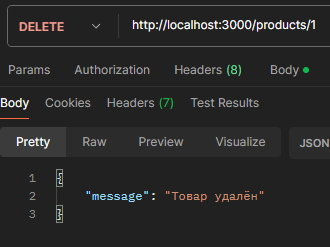 DELETE http://localhost:3000/products/1
Params Authorization Headers (8) Body
Body Cookies Headers (7) Test Results
Pretty Raw Preview Visualize JSON
1 {
2 "message": "Товар удалён"
3 }